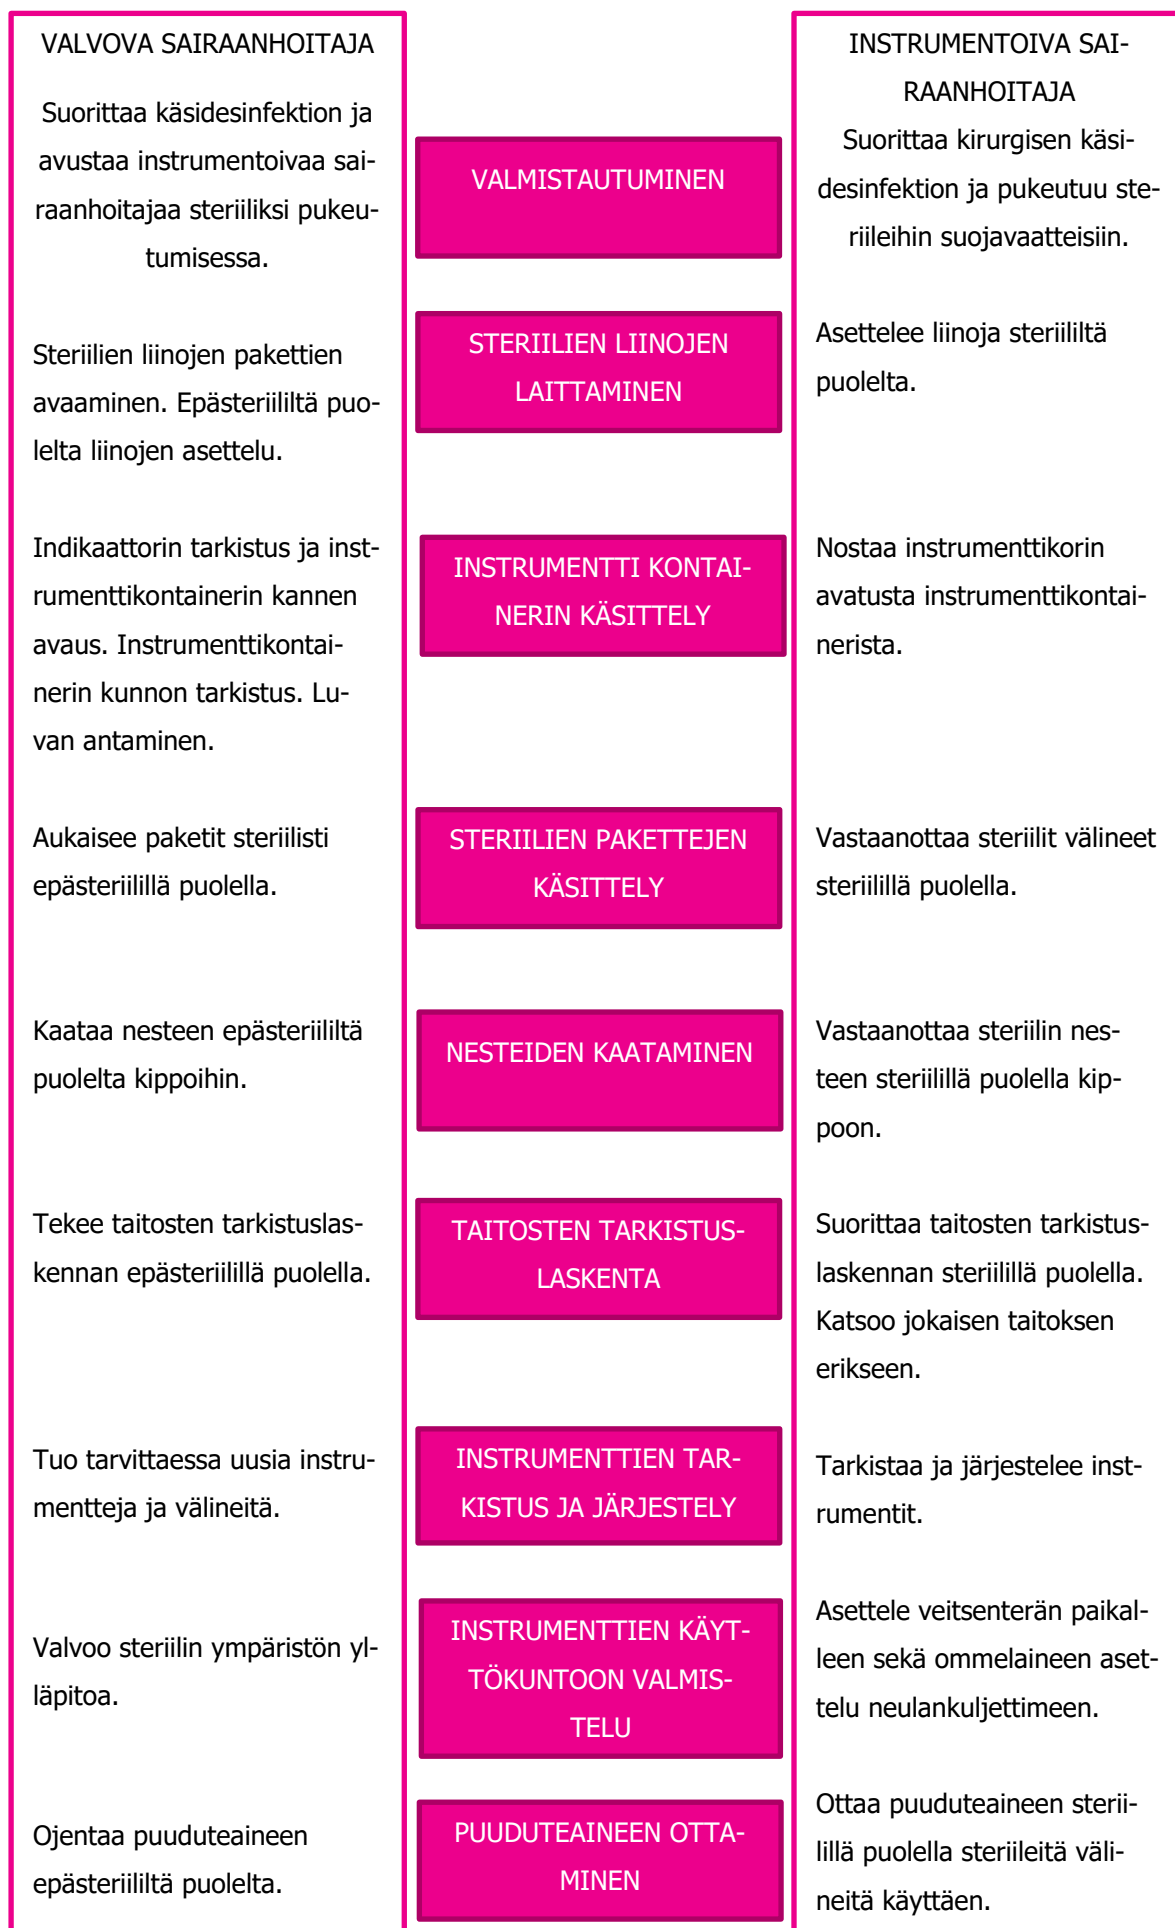 VALVOVA SAIRAANHOITAJA
Suorittaa käsidesinfektion ja
avustaa instrumentoivaa sai-
raanhoitajaa steriiliksi pukeu-
tumisessa.
VALMISTAUTUMINEN
INSTRUMENTOIVA SAI-
RAANHOITAJA
Suorittaa kirurgisen käsi-
desinfektion ja pukeutuu ste-
riileihin suojavaatteisiin.
Steriilien liinojen pakettien
avaaminen. Epästeriililtä puo-
lelta liinojen asettelu.
STERIILIEN LIINOJEN
LAITTAMINEN
Asettelee liinoja steriililtä
puolelta.
Indikaattorin tarkistus ja inst-
rumenttikontainerin kannen
avaus. Instrumenttikontai-
nerin kunnon tarkistus. Lu-
van antaminen.
INSTRUMENTTI KONTAI-
NERIN KÄSITTELY
Nostaa instrumenttikorin
avatusta instrumenttikontai-
nerista.
Aukaisee paketit steriilisti
epästeriilillä puolella.
STERIILIEN PAKETTEJEN
KÄSITTELY
Vastaanottaa steriilit välineet
steriilillä puolella.
Kaataa nesteen epästeriililtä
puolelta kippoihin.
NESTEIDEN KAATAMINEN
Vastaanottaa steriilin nes-
teen steriilillä puolella kip-
poon.
Tekee taitosten tarkistuslas-
kennan epästeriilillä puolella.
TAITOSTEN TARKISTUS-
LASKENTA
Suorittaa taitosten tarkistus-
laskennan steriilillä puolella.
Katsoo jokaisen taitoksen
erikseen.
Tuo tarvittaessa uusia instru-
mentteja ja välineitä.
INSTRUMENTTIEN TAR-
KISTUS JA JÄRJESTELY
Tarkistaa ja järjestelee inst-
rumentit.
Valvoo steriilin ympäristön yl-
läpitoa.
INSTRUMENTTIEN KÄYT-
TÖKUNTOON VALMIS-
TELU
Asettele veitsenterän paikal-
leen sekä ommelaineen aset-
telu neulankuljettimeen.
Ojentaa puuduteaineen
epästeriililtä puolelta.
PUUDUTEAINEEN OTTA-
MINEN
Ottaa puuduteaineen sterii-
lillä puolella steriileitä väli-
neitä käyttäen.